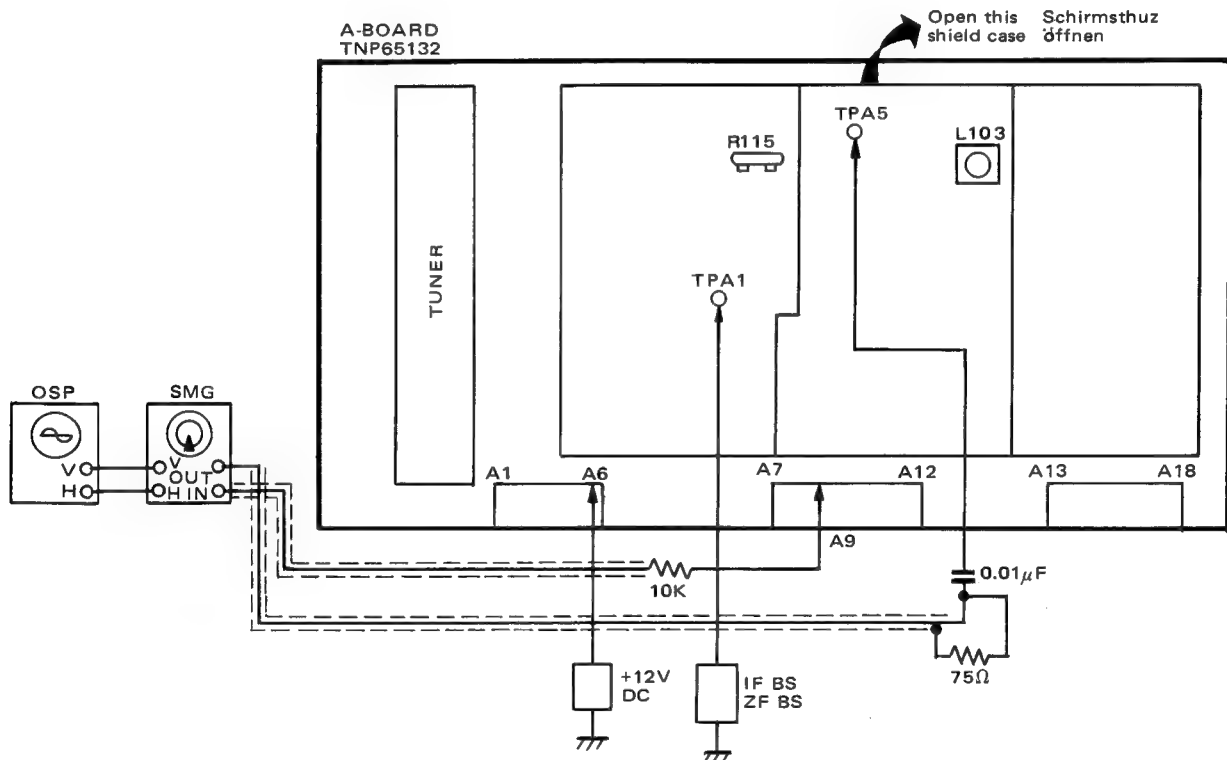 A-BOARD
TNP65132
Open this Schirmsthuz
shield case öffnen
TPA5
R115
L103
TUNER
TPA1
OSP
SMG
V
V
OUT
H
H IN
A1
A6
A7
A12
A13
A18
A9
10K
0.01μF
75Ω
+12V
DC
IF BS
ZF BS